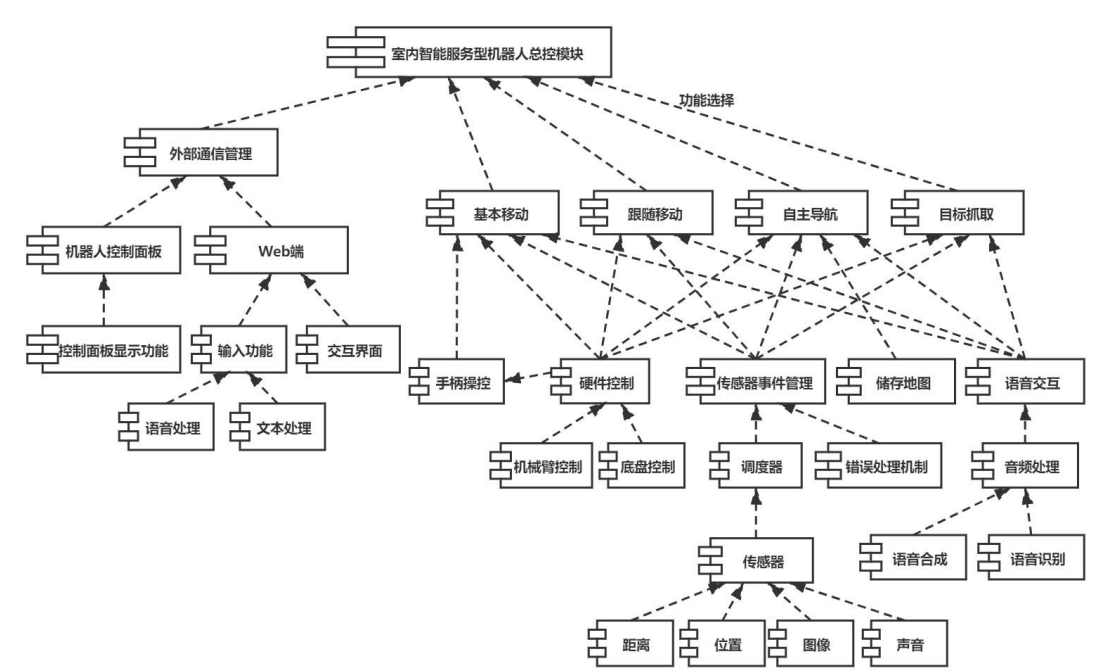 室内智能服务型机器人总控模块
功能选择
外部通信管理
基本移动
跟随移动
自主导航
目标抓取
机器人控制面板
Web端
控制面板显示功能
输入功能
交互界面
手柄操控
硬件控制
传感器事件管理
储存地图
语音交互
语音处理
文本处理
机械臂控制
底盘控制
调度器
错误处理机制
音频处理
传感器
语音合成
语音识别
距离
位置
图像
声音